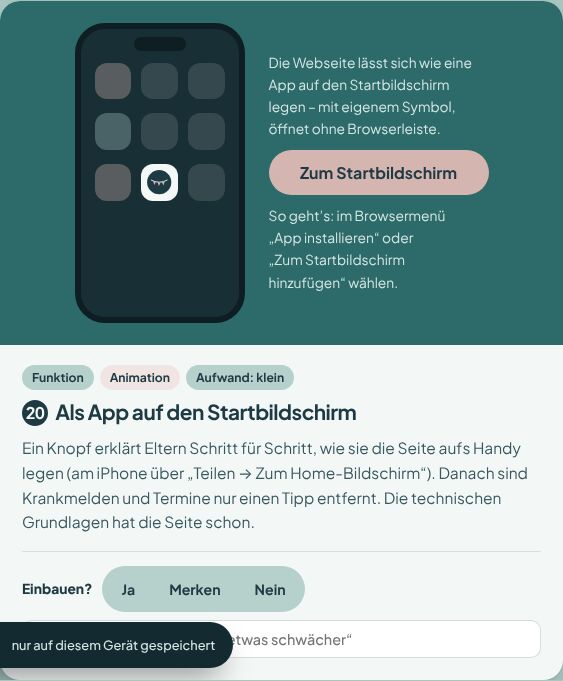 Die Webseite lässt sich wie eine
App auf den Startbildschirm
legen – mit eigenem Symbol,
öffnet ohne Browserleiste.
Zum Startbildschirm
So geht's: im Browsermenü
„App installieren“ oder
„Zum Startbildschirm
hinzufügen“ wählen.
Funktion
Animation
Aufwand: klein
20 Als App auf den Startbildschirm
Ein Knopf erklärt Eltern Schritt für Schritt, wie sie die Seite aufs Handy
legen (am iPhone über „Teilen → Zum Home-Bildschirm“). Danach sind
Krankmelden und Termine nur einen Tipp entfernt. Die technischen
Grundlagen hat die Seite schon.
Einbauen? Ja Merken Nein
nur auf diesem Gerät gespeichert
etwas schwächer“